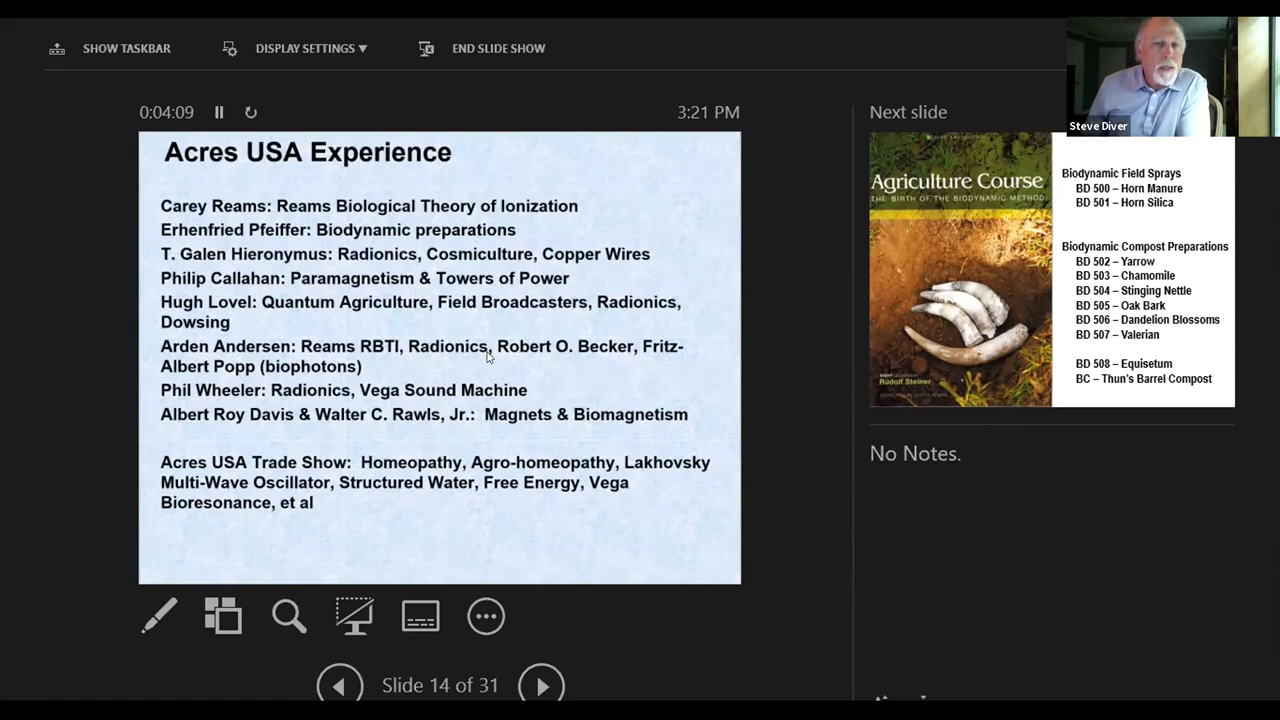 SHOW TASKBAR
DISPLAY SETTINGS ▼
END SLIDE SHOW
Steve Diver
0:04:09
3:21 PM
Next slide
Acres USA Experience
Carey Reams: Reams Biological Theory of Ionization
Erhenfried Pfeiffer: Biodynamic preparations
T. Galen Hieronymus: Radionics, Cosmiculture, Copper Wires
Philip Callahan: Paramagnetism & Towers of Power
Hugh Lovel: Quantum Agriculture, Field Broadcasters, Radionics,
Dowsing
Arden Andersen: Reams RBTI, Radionics, Robert O. Becker, Fritz-
Albert Popp (biophotons)
Phil Wheeler: Radionics, Vega Sound Machine
Albert Roy Davis & Walter C. Rawls, Jr.: Magnets & Biomagnetism
Acres USA Trade Show: Homeopathy, Agro-homeopathy, Lakhovsky
Multi-Wave Oscillator, Structured Water, Free Energy, Vega
Bioresonance, et al
Agriculture Course
THE BIRTH OF THE BIODYNAMIC METHOD
Rudolf Steiner
Biodynamic Field Sprays
BD 500 – Horn Manure
BD 501 – Horn Silica
Biodynamic Compost Preparations
BD 502 – Yarrow
BD 503 – Chamomile
BD 504 – Stinging Nettle
BD 505 – Oak Bark
BD 506 – Dandelion Blossoms
BD 507 – Valerian
BD 508 – Equisetum
BC – Thun's Barrel Compost
No Notes.
Slide 14 of 31